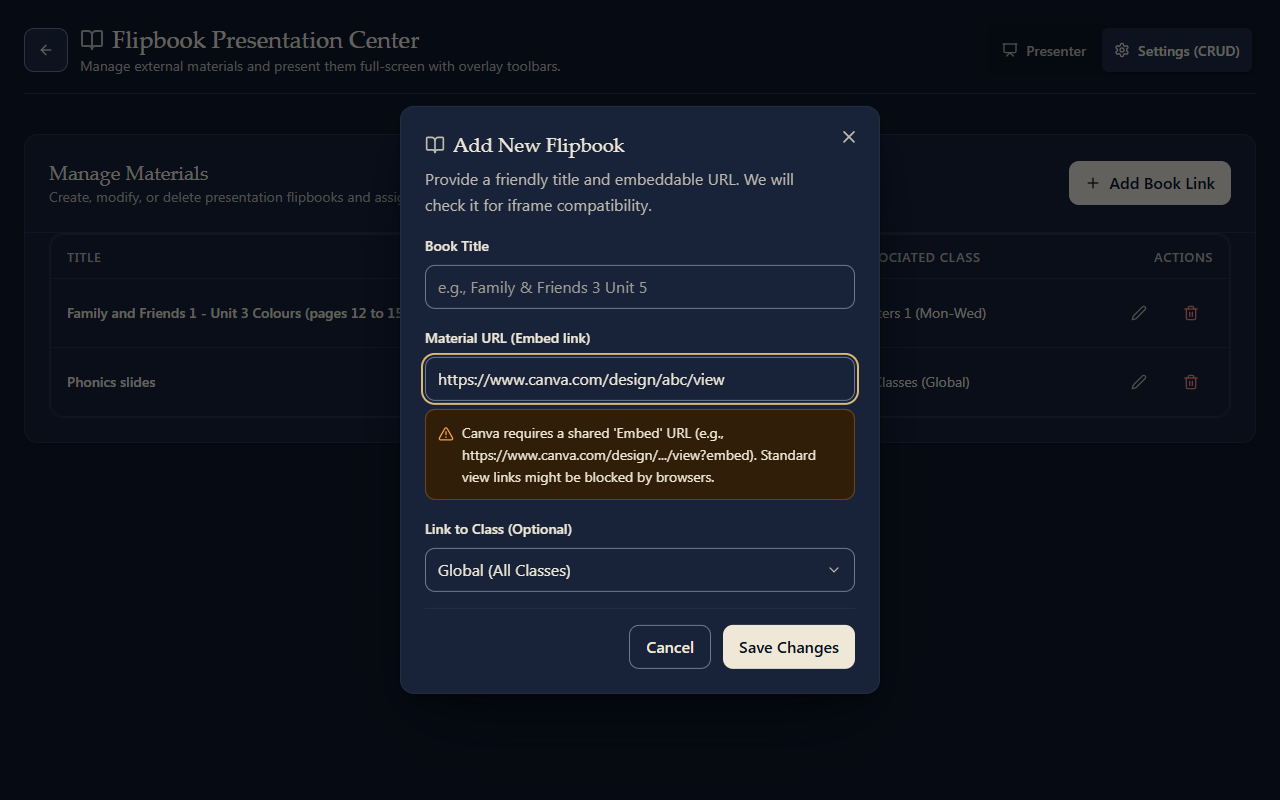 Flipbook Presentation Center
Manage external materials and present them full-screen with overlay toolbars.
Presenter
Settings (CRUD)
Manage Materials
Create, modify, or delete presentation flipbooks and
Add Book Link
TITLE
ACTIONS
Family and Friends 1 - Unit 3 Colours (pages 12 to 15
1 (Mon-Wed)
Phonics slides
(Global)
CLASS
Add New Flipbook
Provide a friendly title and embeddable URL. We will
check it for iframe compatibility.
Book Title
e.g., Family & Friends 3 Unit 5
Material URL (Embed link)
https://www.canva.com/design/abc/view
Canva requires a shared 'Embed' URL (e.g.,
https://www.canva.com/design/.../view?embed). Standard
view links might be blocked by browsers.
Link to Class (Optional)
Global (All Classes)
Cancel
Save Changes